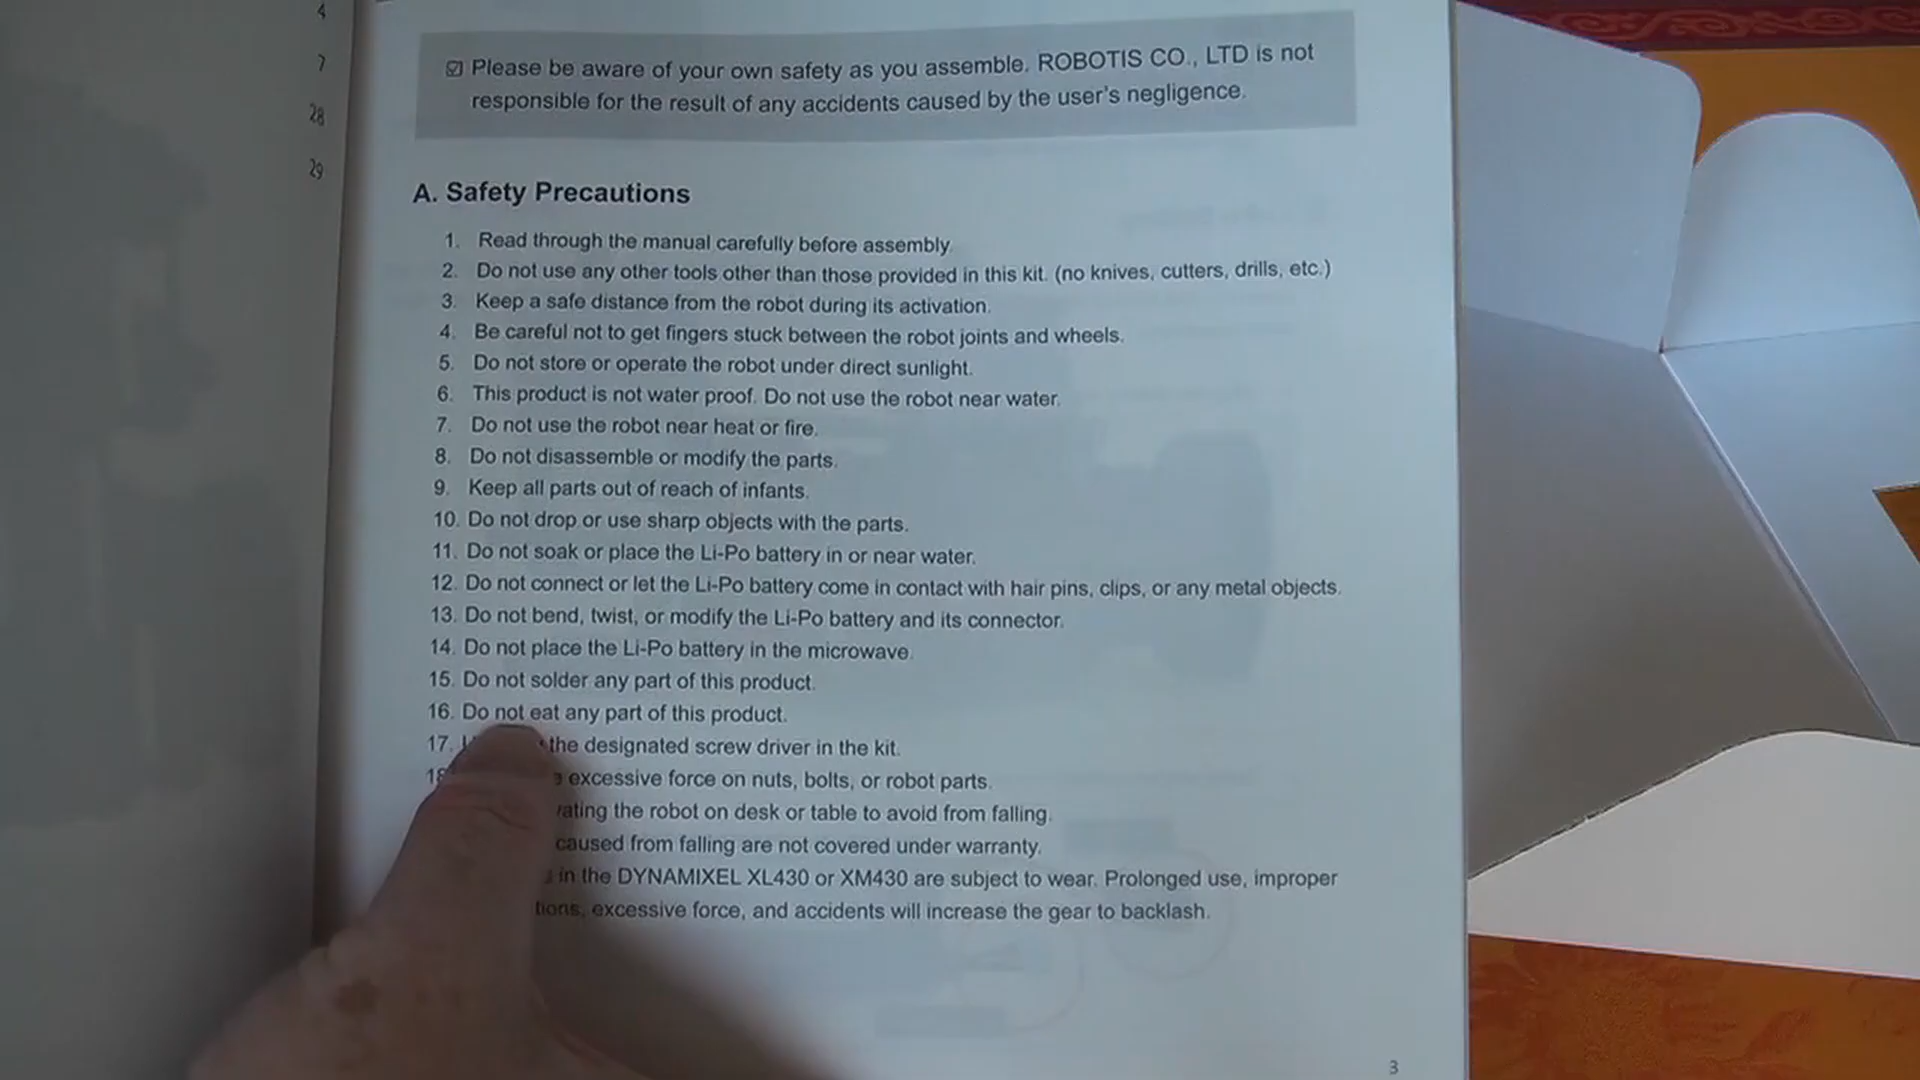 4
7
28
29
☑ Please be aware of your own safety as you assemble. ROBOTIS CO., LTD is not
responsible for the result of any accidents caused by the user's negligence.
A. Safety Precautions
1. Read through the manual carefully before assembly.
2. Do not use any other tools other than those provided in this kit. (no knives, cutters, drills, etc.)
3. Keep a safe distance from the robot during its activation.
4. Be careful not to get fingers stuck between the robot joints and wheels.
5. Do not store or operate the robot under direct sunlight.
6. This product is not water proof. Do not use the robot near water.
7. Do not use the robot near heat or fire.
8. Do not disassemble or modify the parts.
9. Keep all parts out of reach of infants.
10. Do not drop or use sharp objects with the parts.
11. Do not soak or place the Li-Po battery in or near water.
12. Do not connect or let the Li-Po battery come in contact with hair pins, clips, or any metal objects.
13. Do not bend, twist, or modify the Li-Po battery and its connector.
14. Do not place the Li-Po battery in the microwave.
15. Do not solder any part of this product.
16. Do not eat any part of this product.
17. the designated screw driver in the kit.
18 excessive force on nuts, bolts, or robot parts.
the robot on desk or table to avoid from falling.
caused from falling are not covered under warranty.
in the DYNAMIXEL XL430 or XM430 are subject to wear. Prolonged use, improper
excessive force, and accidents will increase the gear to backlash.
3